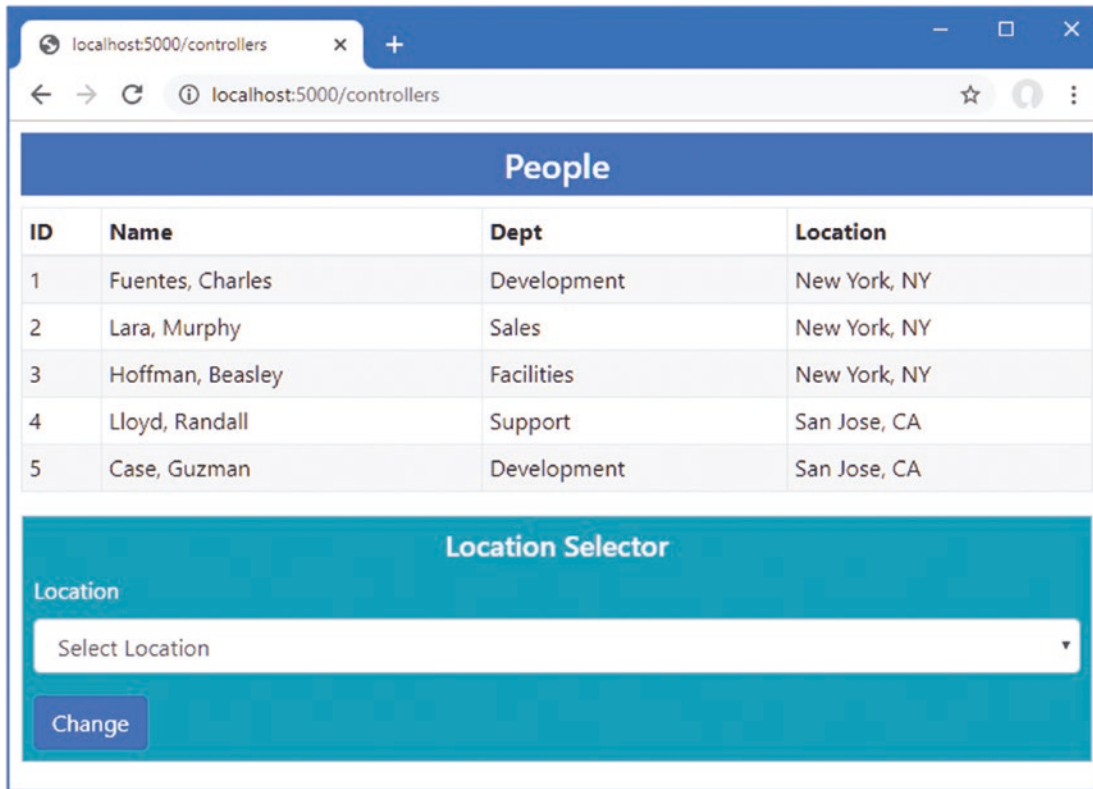 localhost:5000/controllers
localhost:5000/controllers
People
ID Name Dept Location
1 Fuentes, Charles Development New York, NY
2 Lara, Murphy Sales New York, NY
3 Hoffman, Beasley Facilities New York, NY
4 Lloyd, Randall Support San Jose, CA
5 Case, Guzman Development San Jose, CA
Location Selector
Location
Select Location
Change